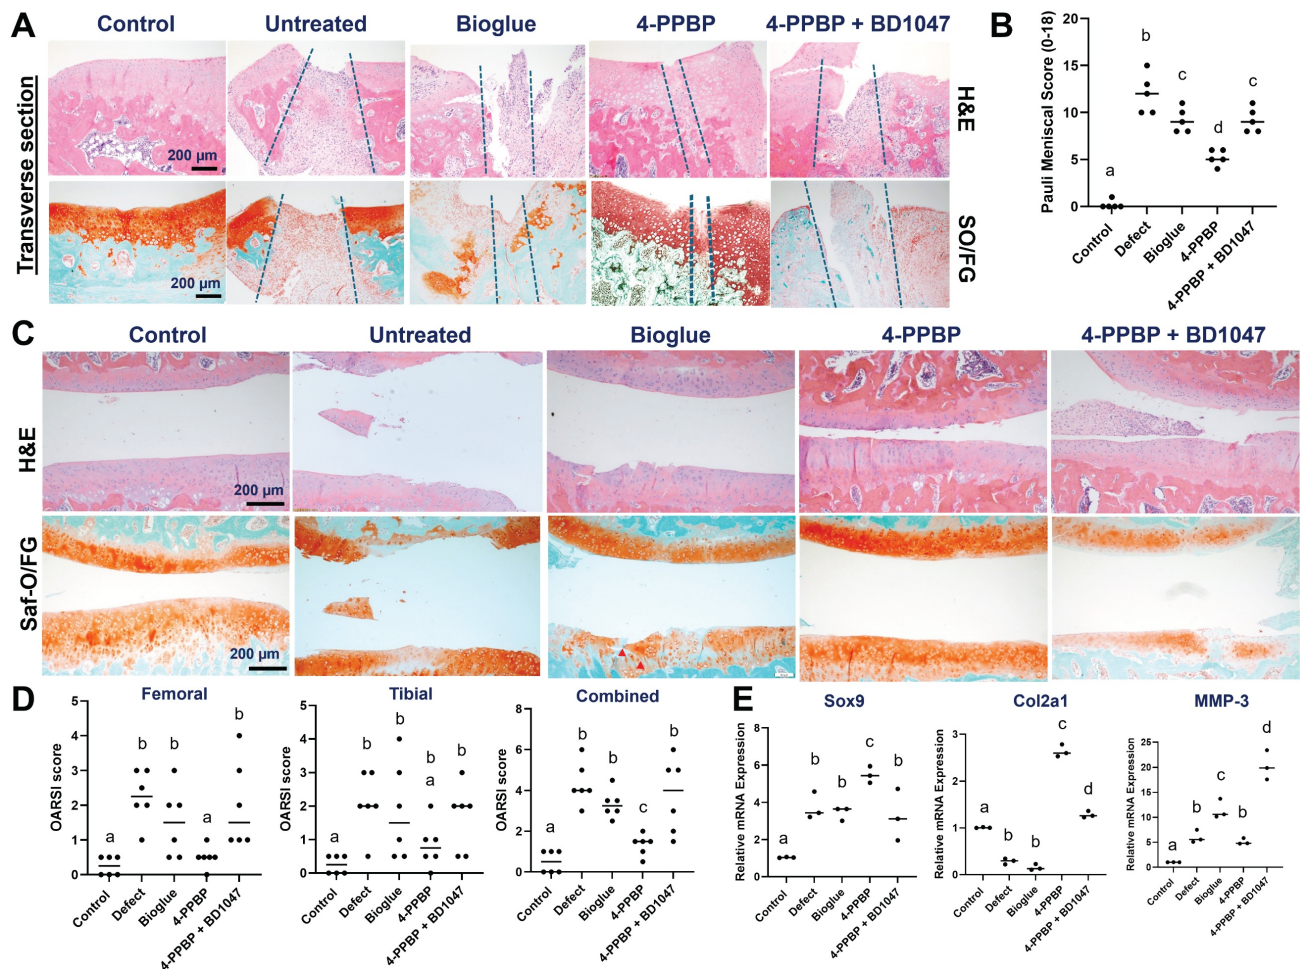 A
Control
Untreated
Bioglue
4-PPBP
4-PPBP + BD1047
Transverse section
200 µm
H&E
200 µm
SO/FG
B
Pauli Meniscal Score (0-18)
20
15
10
5
0
a
b
c
d
c
Control
Defect
Bioglue
4-PPBP
4-PPBP + BD1047
C
Control
Untreated
Bioglue
4-PPBP
4-PPBP + BD1047
H&E
200 µm
Saf-O/FG
200 µm
D
Femoral
OARSI score
5
4
3
2
1
0
a
b
b
a
b
Control
Defect
Bioglue
4-PPBP
4-PPBP + BD1047
Tibial
OARSI score
5
4
3
2
1
0
a
b
b
b
a
b
Control
Defect
Bioglue
4-PPBP
4-PPBP + BD1047
Combined
OARSI score
8
6
4
2
0
a
b
b
c
b
Control
Defect
Bioglue
4-PPBP
4-PPBP + BD1047
E
Sox9
Relative mRNA Expression
8
6
4
2
0
a
b
b
c
b
Control
Defect
Bioglue
4-PPBP
4-PPBP + BD1047
Col2a1
Relative mRNA Expression
3
2
1
0
a
b
b
c
d
Control
Defect
Bioglue
4-PPBP
4-PPBP + BD1047
MMP-3
Relative mRNA Expression
25
20
15
10
5
0
a
b
c
b
d
Control
Defect
Bioglue
4-PPBP
4-PPBP + BD1047